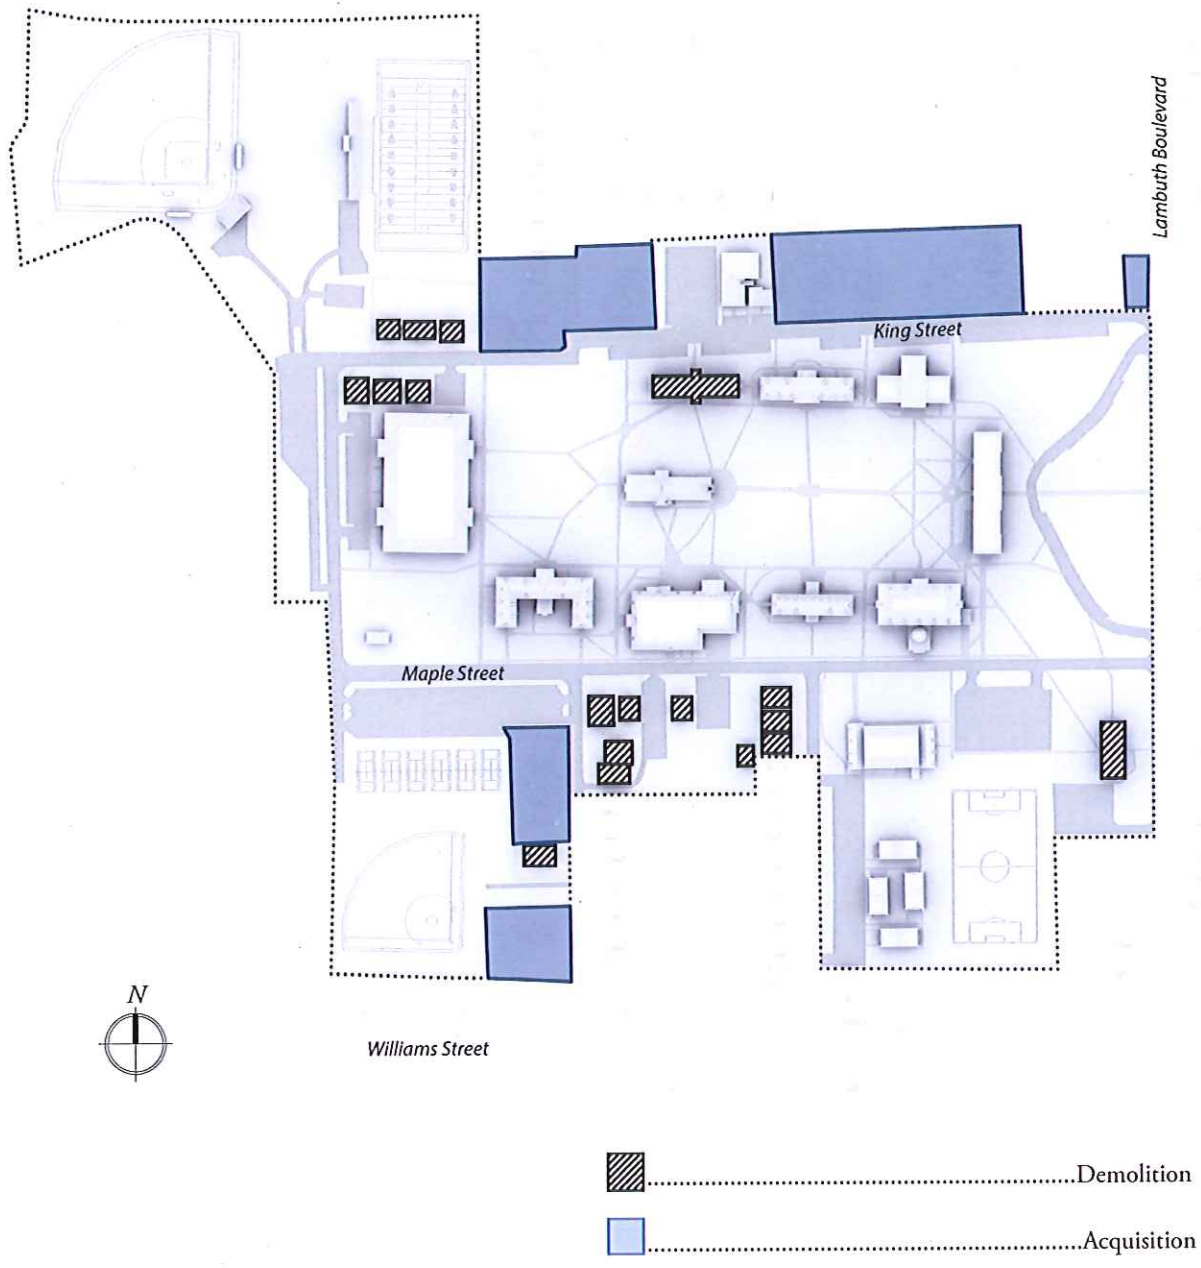 Lambuth Boulevard
King Street
Maple Street
N
Williams Street
Demolition
Acquisition